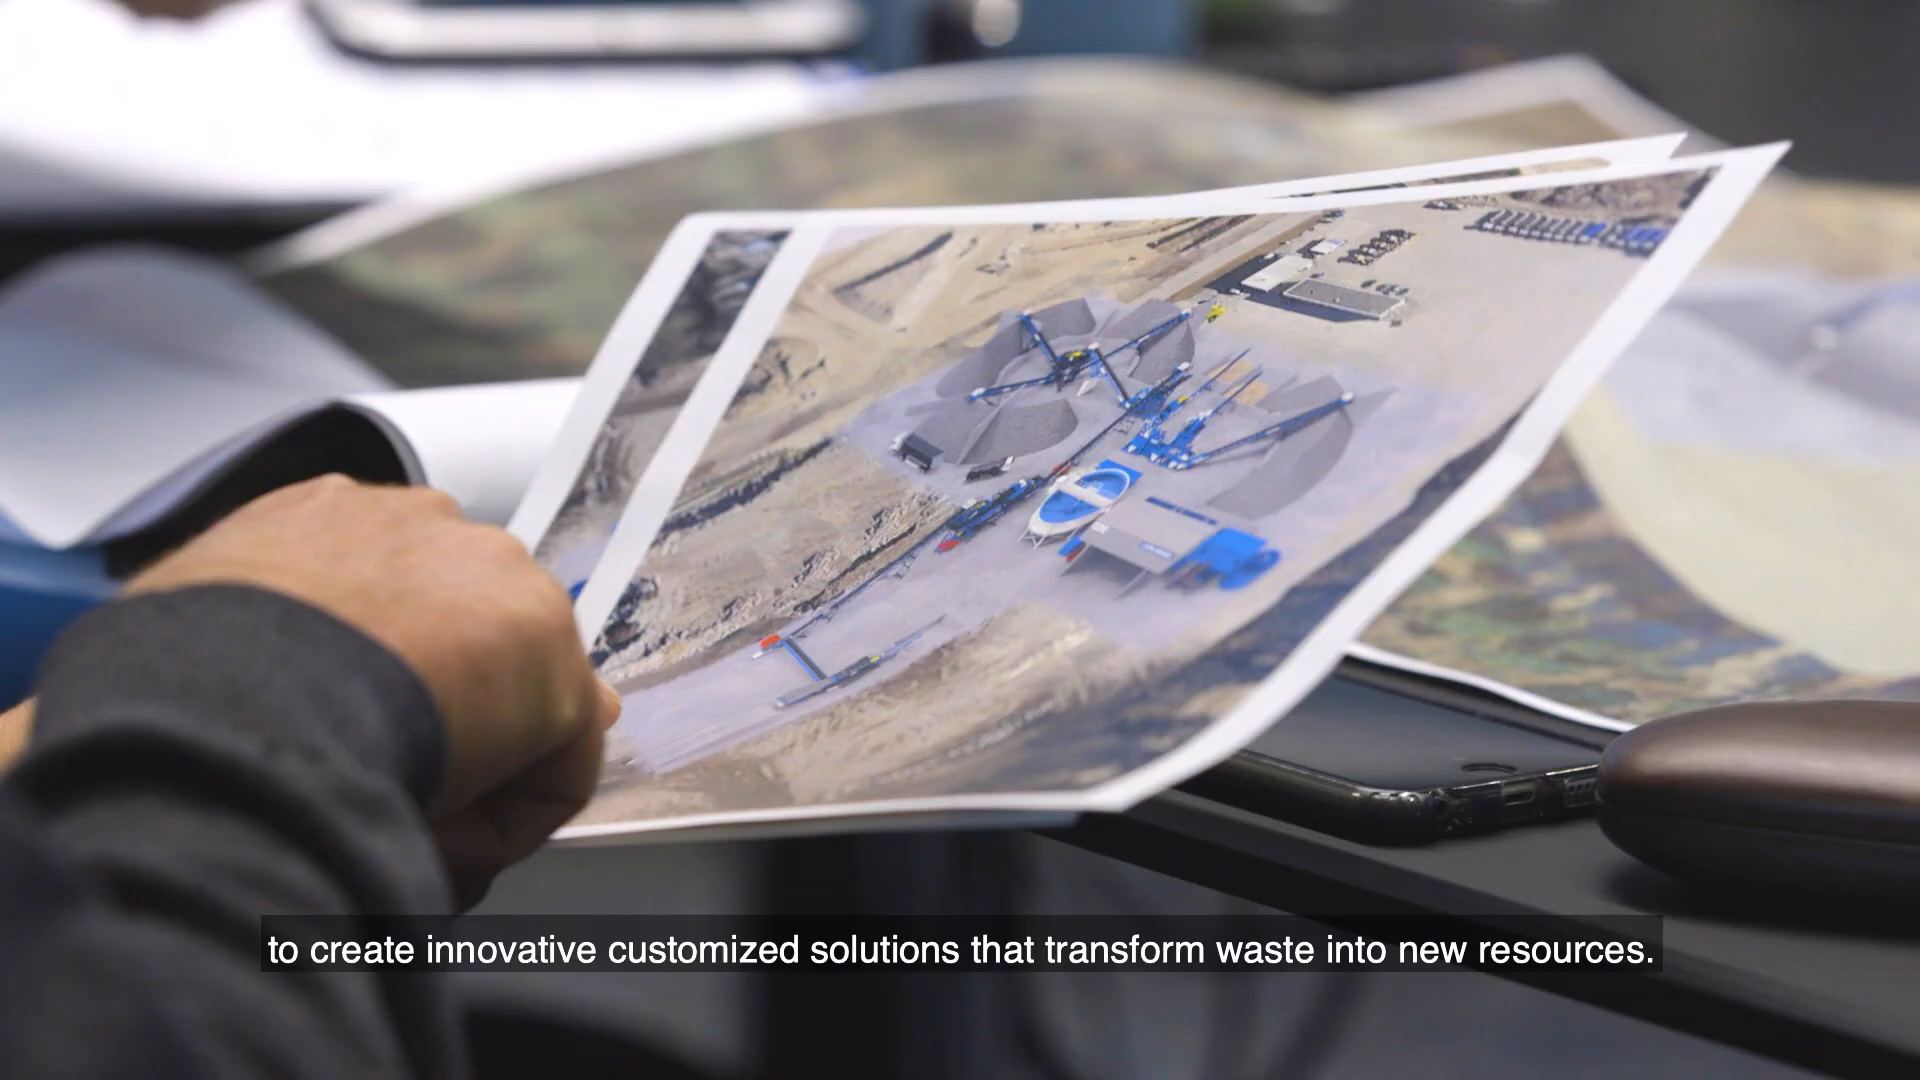 to create innovative customized solutions that transform waste into new resources.